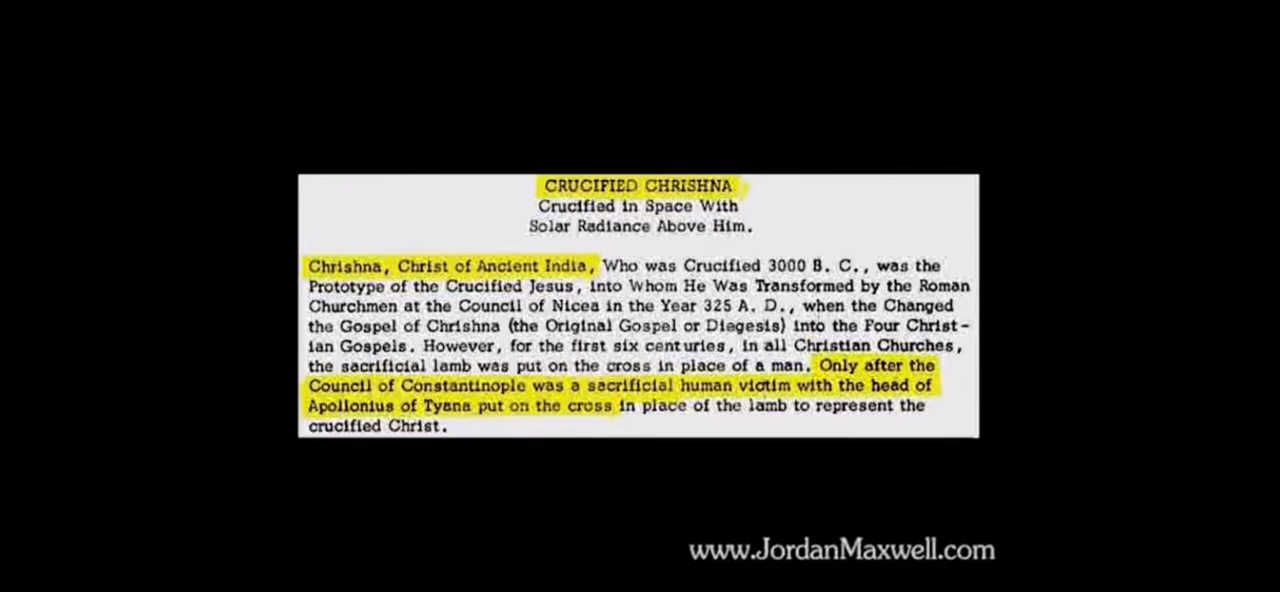 CRUCIFIED CHRISHNA
Crucified in Space With
Solar Radiance Above Him.
Chrishna, Christ of Ancient India, Who was Crucified 3000 B. C., was the
Prototype of the Crucified Jesus, into Whom He Was Transformed by the Roman
Churchmen at the Council of Nicea in the Year 325 A. D., when the Changed
the Gospel of Chrishna (the Original Gospel or Diegesis) into the Four Christ-
ian Gospels. However, for the first six centuries, in all Christian Churches,
the sacrificial lamb was put on the cross in place of a man. Only after the
Council of Constantinople was a sacrificial human victim with the head of
Apollonius of Tyana put on the cross in place of the lamb to represent the
crucified Christ.
www.JordanMaxwell.com